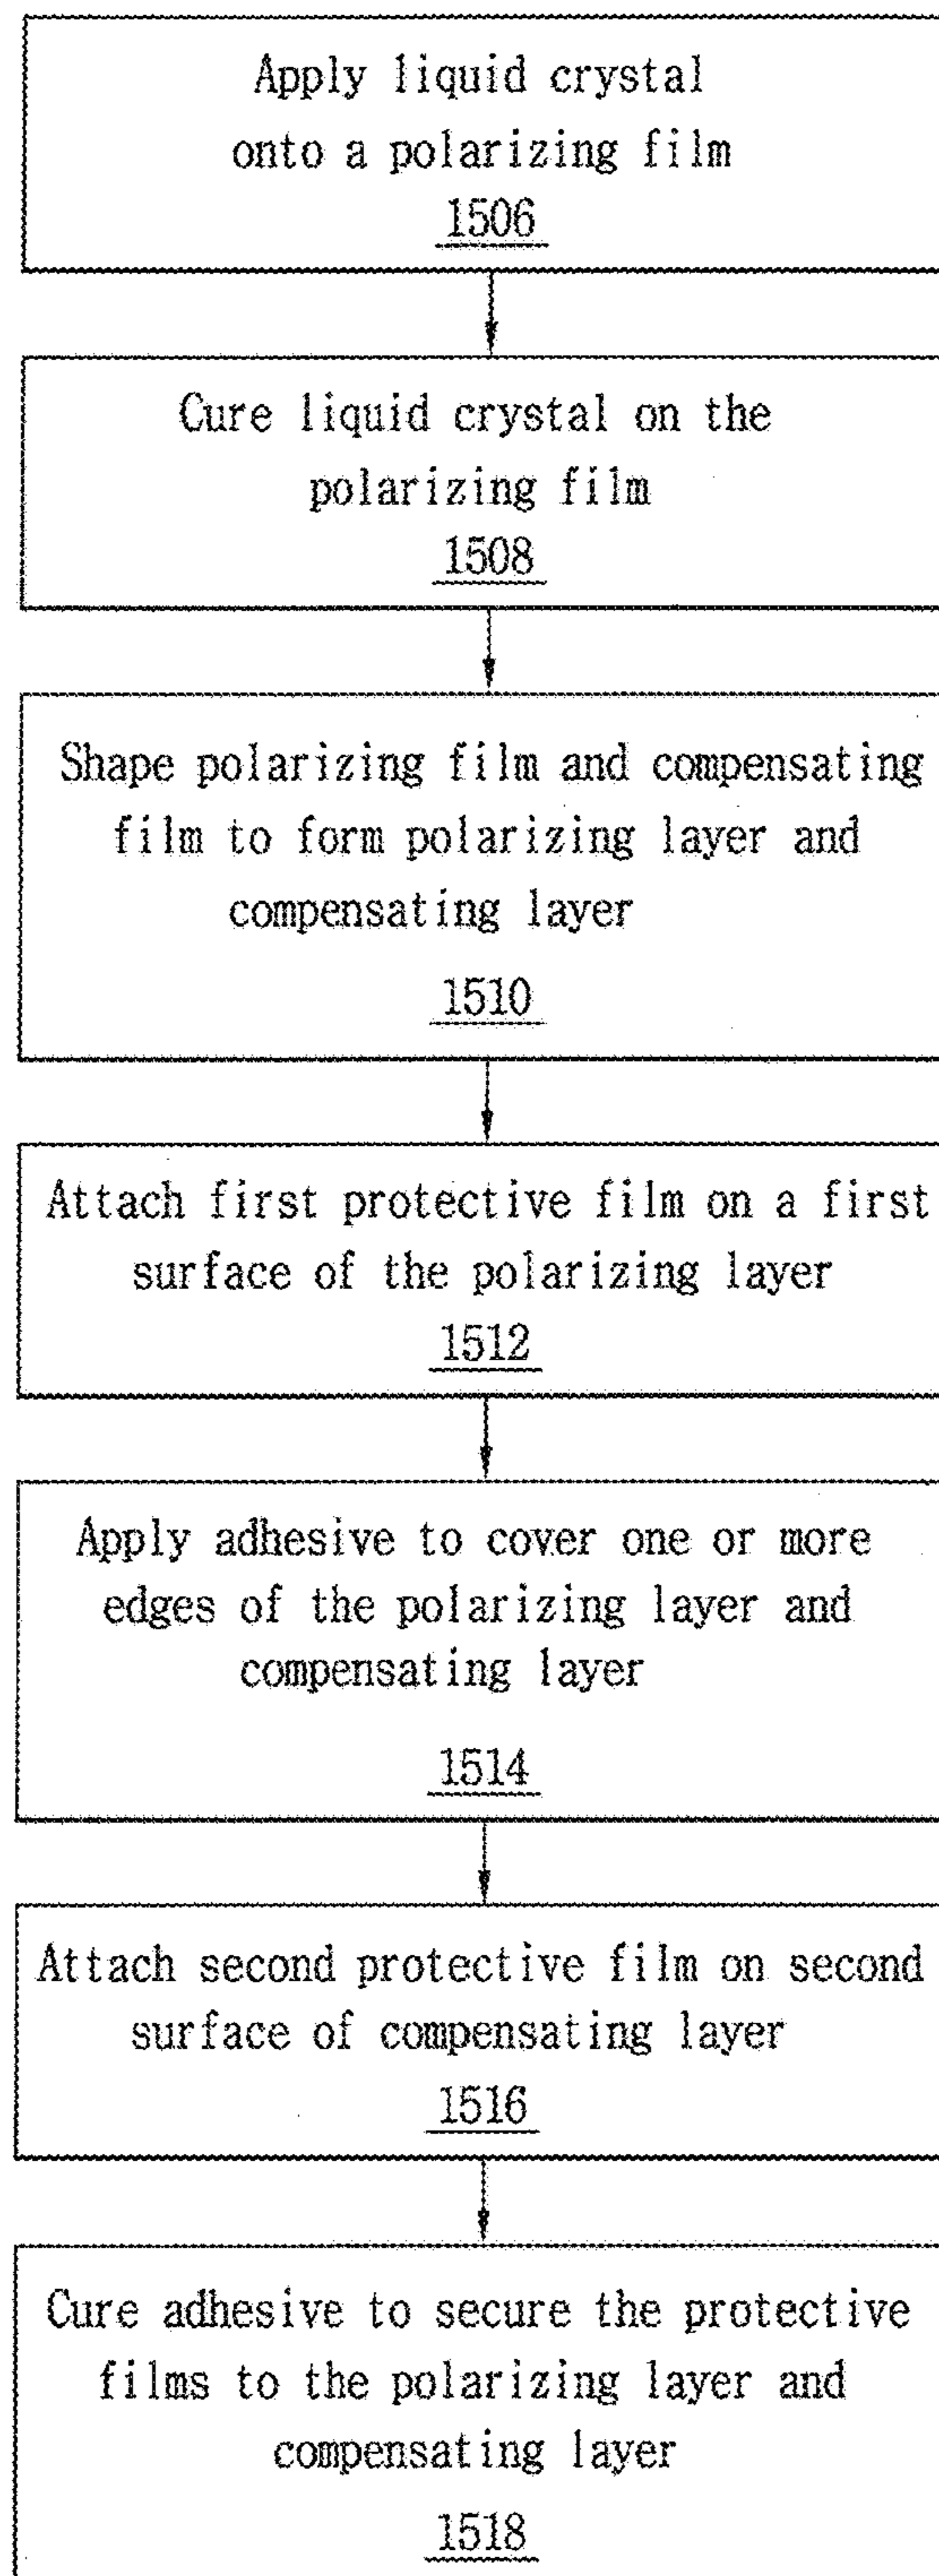 Apply liquid crystal
onto a polarizing film
1506
Cure liquid crystal on the
polarizing film
1508
Shape polarizing film and compensating
film to form polarizing layer and
compensating layer
1510
Attach first protective film on a first
surface of the polarizing layer
1512
Apply adhesive to cover one or more
edges of the polarizing layer and
compensating layer
1514
Attach second protective film on second
surface of compensating layer
1516
Cure adhesive to secure the protective
films to the polarizing layer and
compensating layer
1518